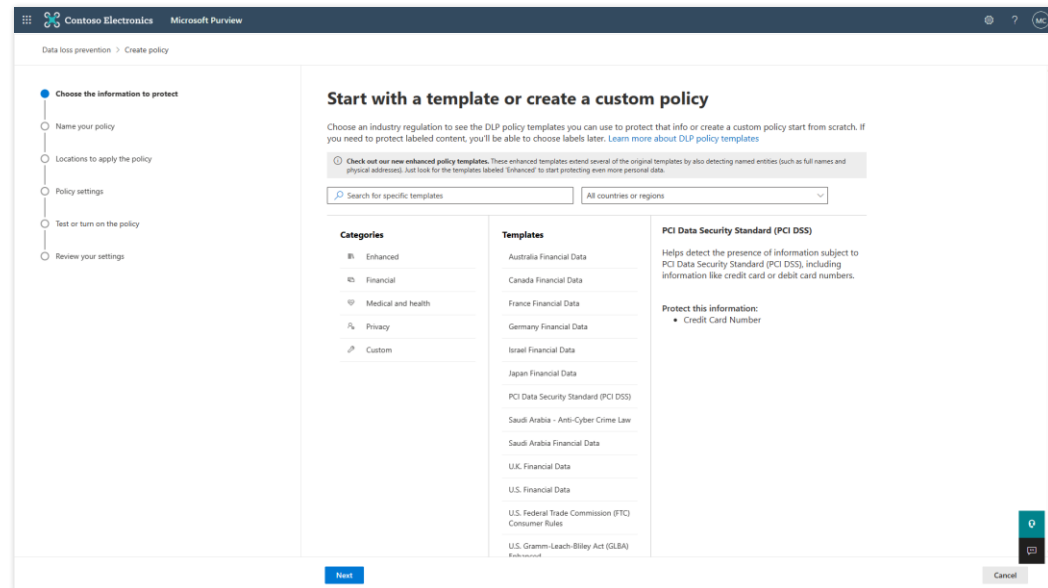 Contoso Electronics Microsoft Purview
? MC
Data loss prevention > Create policy
Choose the information to protect
Name your policy
Locations to apply the policy
Policy settings
Test or turn on the policy
Review your settings
Start with a template or create a custom policy
Choose an industry regulation to see the DLP policy templates you can use to protect that info or create a custom policy start from scratch. If
you need to protect labeled content, you'll be able to choose labels later. Learn more about DLP policy templates
Check out our new enhanced policy templates. These enhanced templates extend several of the original templates by also detecting named entities (such as full names and
physical addresses). Just look for the templates labeled 'Enhanced' to start protecting even more personal
data.
Search for specific templates
All countries or regions
Categories
Enhanced
Financial
Medical and health
Privacy
Custom
Templates
Australia Financial Data
Canada Financial Data
France Financial Data
Germany Financial Data
Israel Financial Data
Japan Financial Data
PCI Data Security Standard (PCI DSS)
Saudi Arabia - Anti-Cyber Crime Law
Saudi Arabia Financial Data
U.K. Financial Data
U.S. Financial Data
U.S. Federal Trade Commission (FTC)
Consumer Rules
U.S. Gramm-Leach-Bliley Act (GLBA)
Enhanced
PCI Data Security Standard (PCI DSS)
Helps detect the presence of information subject to
PCI Data Security Standard (PCI DSS), including
information like credit card or debit card numbers.
Protect this information:
• Credit Card Number
Next
Cancel